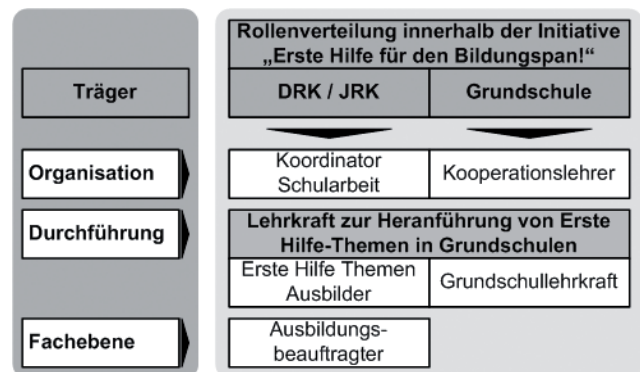 Rollenverteilung innerhalb der Initiative
„Erste Hilfe für den Bildungspan!“
Träger
DRK / JRK
Grundschule
Organisation
Koordinator
Schularbeit
Kooperationslehrer
Durchführung
Lehrkraft zur Heranführung von Erste
Hilfe-Themen in Grundschulen
Erste Hilfe Themen
Ausbilder
Grundschullehrkraft
Fachebene
Ausbildungs-
beauftragter